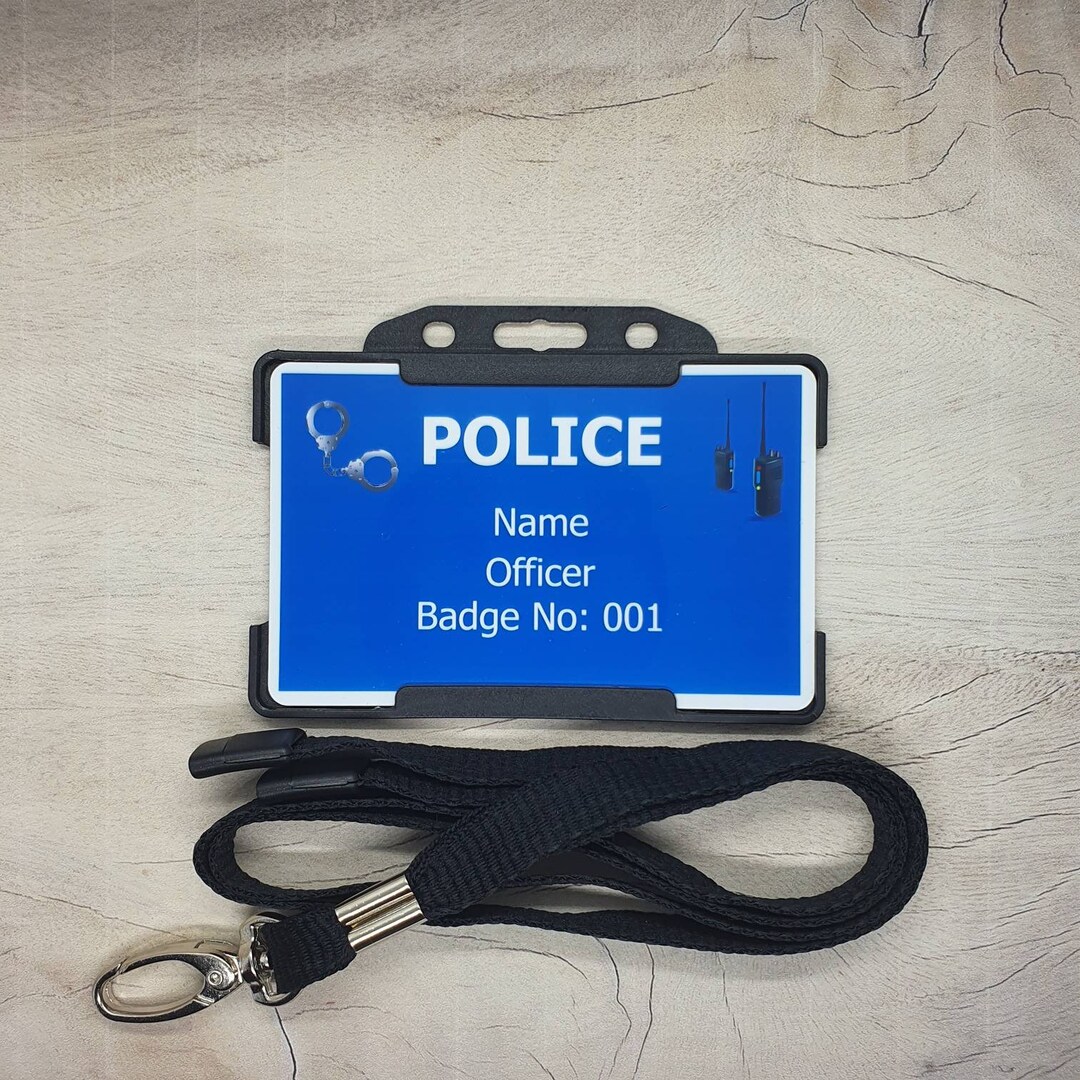 POLICE
Name
Officer
Badge No: 001